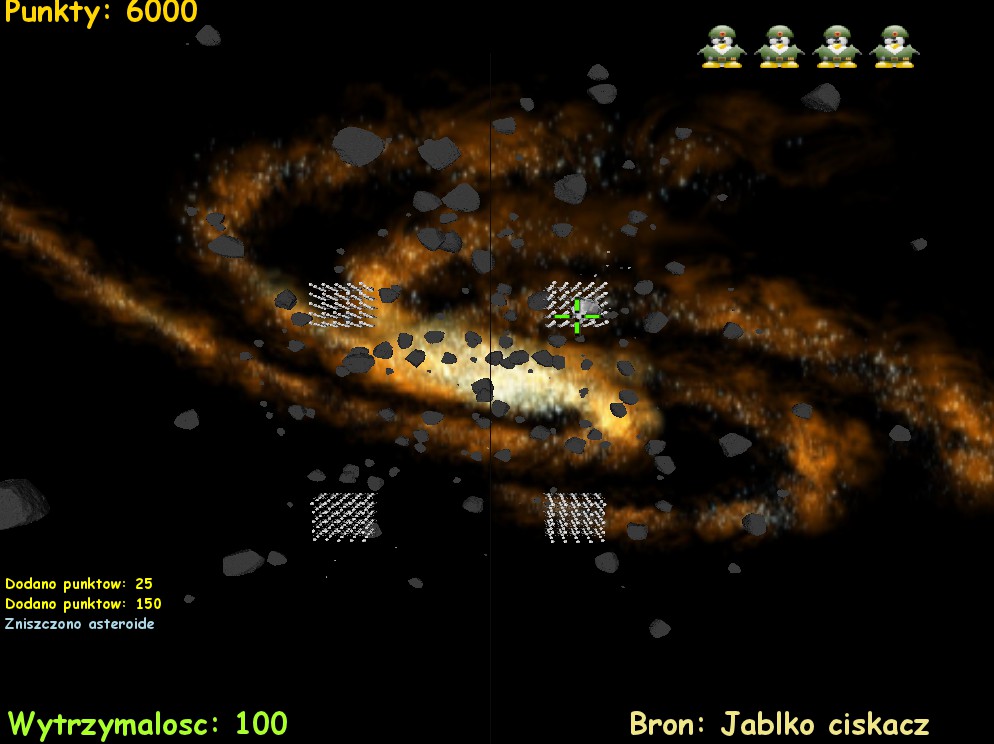 Punkty: 6000
Dodano punktow: 25
Dodano punktow: 150
Zniszczono asteroide
Wytrzymalosc: 100
Bron: Jablko ciskacz